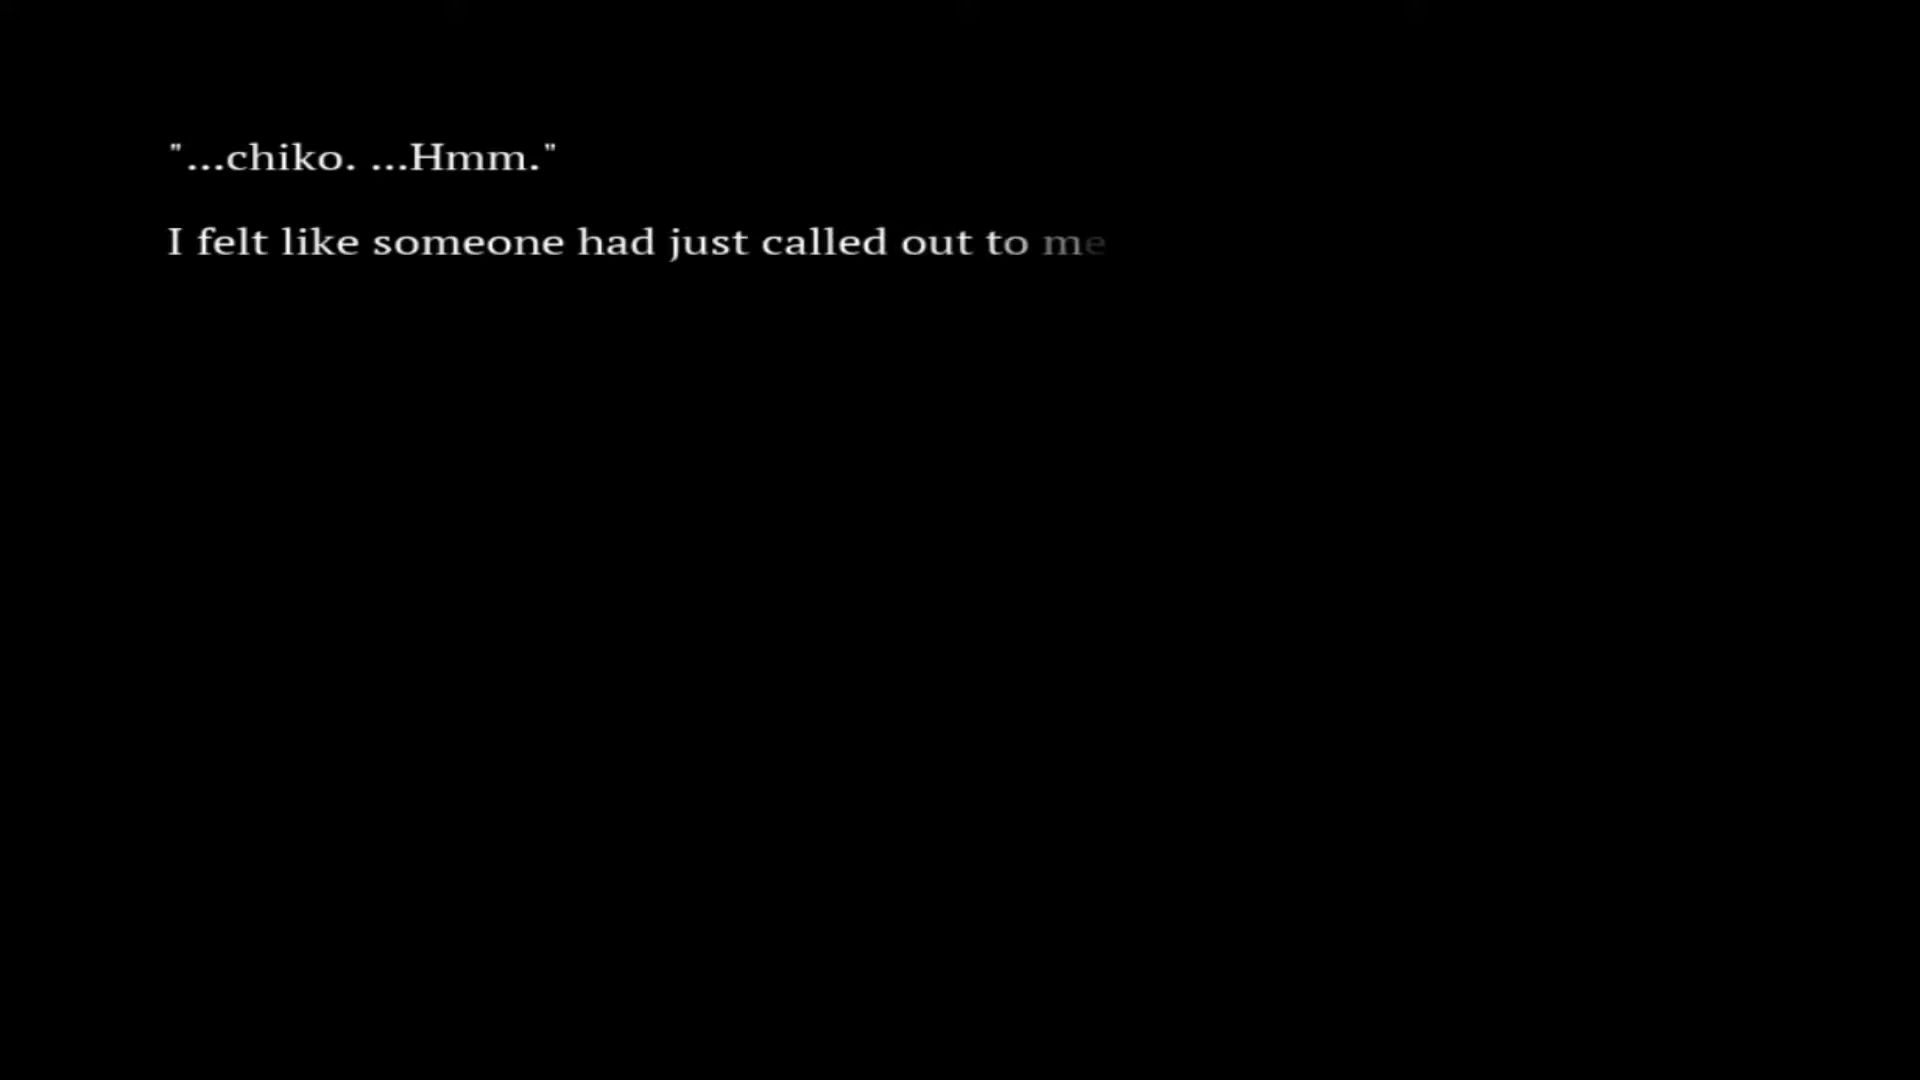 "...chiko. ...Hmm."
I felt like someone had just called out to me